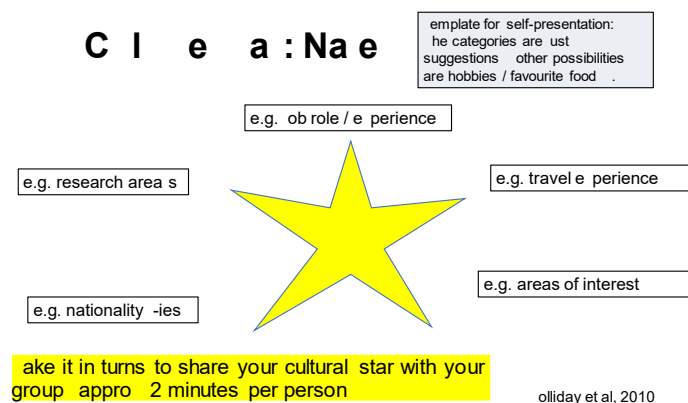 C l e a : Na e
emplate for self-presentation:
he categories are ust
suggestions other possibilities
are hobbies / favourite food .
e.g. ob role / e perience
e.g. research area s
e.g. travel e perience
e.g. nationality -ies
e.g. areas of interest
ake it in turns to share your cultural star with your
group appro 2 minutes per person
olliday et al, 2010